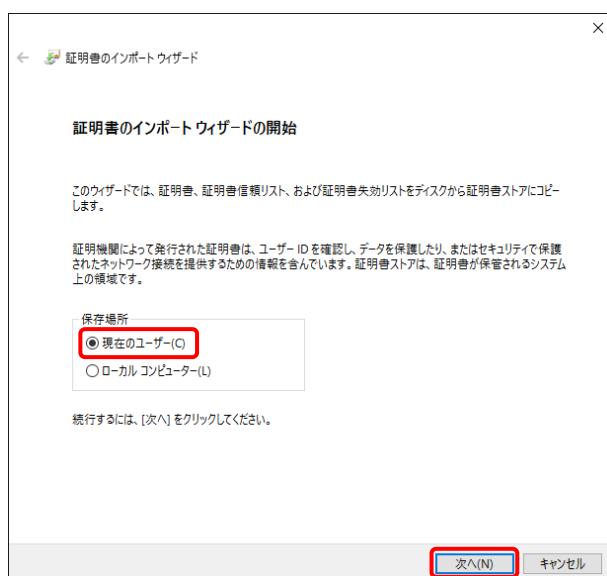 証明書のインポート ウィザード
証明書のインポート ウィザードの開始
このウィザードでは、証明書、証明書信頼リスト、および証明書失効リストをディスクから証明書ストアにコピー
します。
証明機関によって発行された証明書は、ユーザー ID を確認し、データを保護したり、またはセキュリティで保護
されたネットワーク接続を提供するための情報を含んでいます。証明書ストアは、証明書が保管されるシステム
上の領域です。
保存場所
現在のユーザー(C)
ローカル コンピューター(L)
続行するには、[次へ] をクリックしてください。
次へ(N) キャンセル